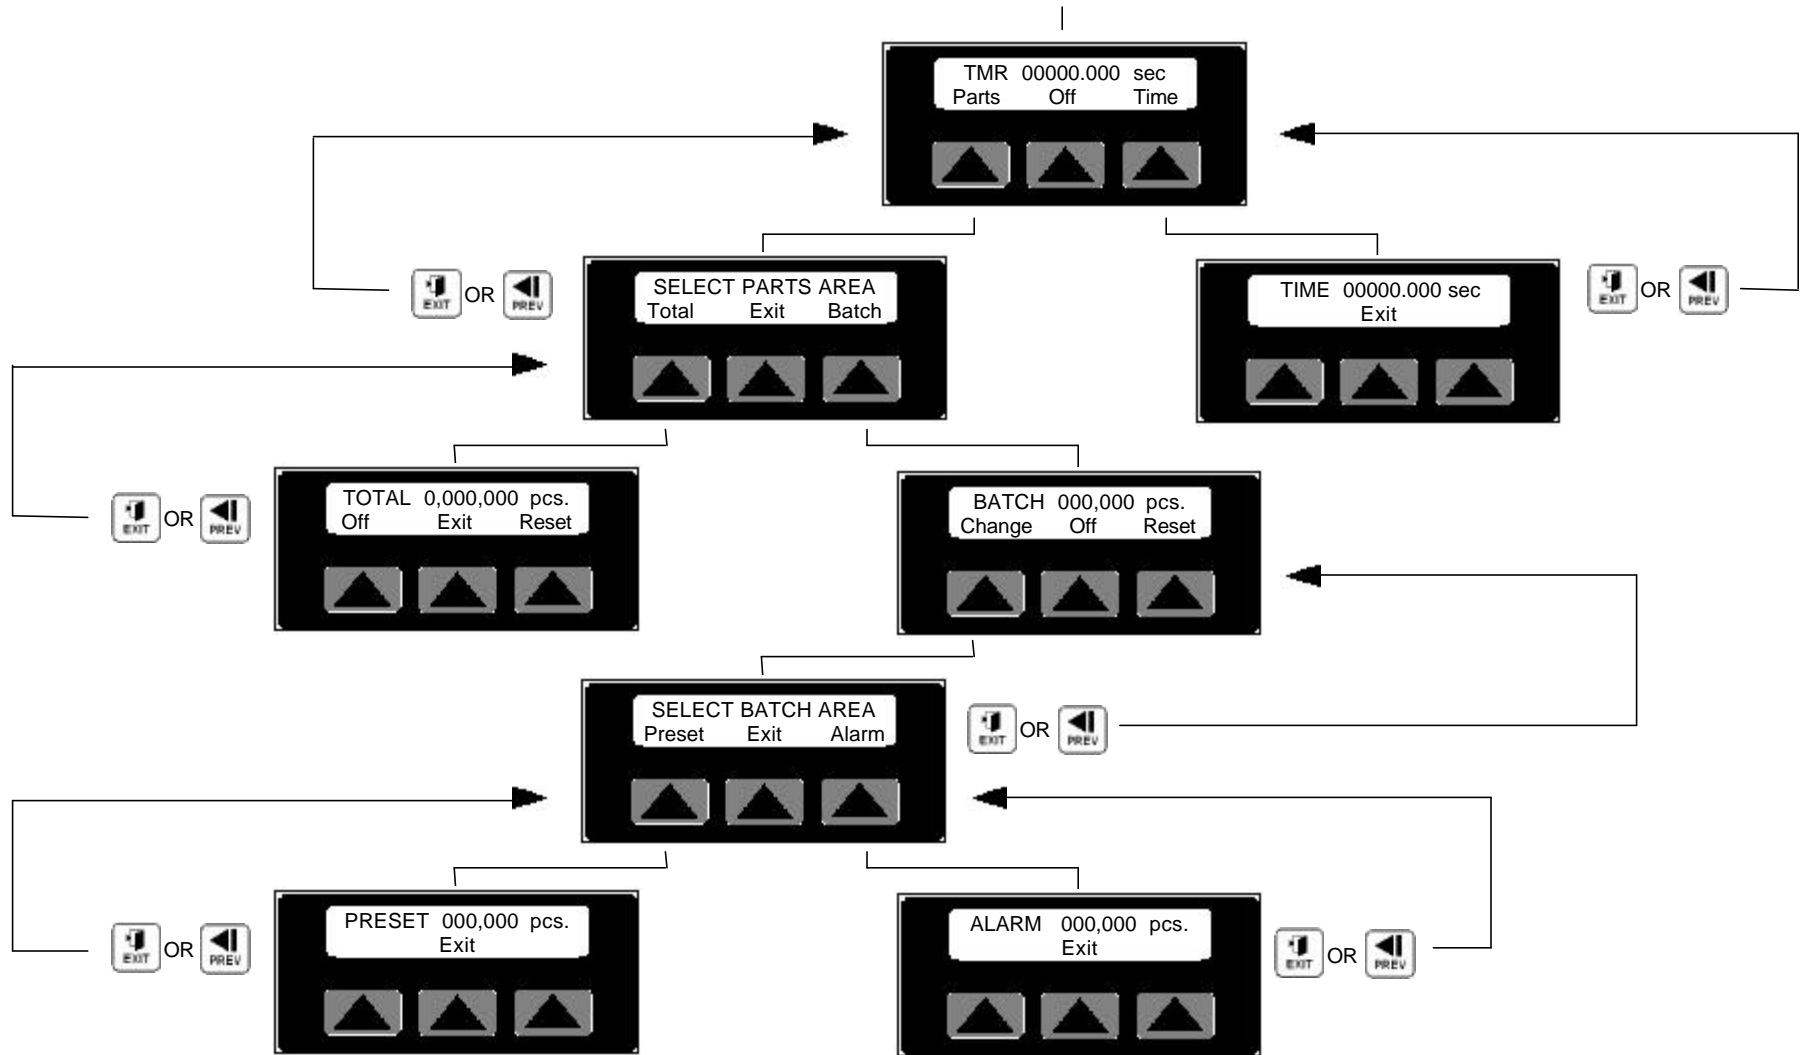 TMR 00000.000 sec
Parts Off Time
EXIT OR PREV
SELECT PARTS AREA
Total Exit Batch
TIME 00000.000 sec
Exit
EXIT OR PREV
EXIT OR PREV
TOTAL 0,000,000 pcs.
Off Exit Reset
BATCH 000,000 pcs.
Change Off Reset
SELECT BATCH AREA
Preset Exit Alarm
EXIT OR PREV
EXIT OR PREV
PRESET 000,000 pcs.
Exit
ALARM 000,000 pcs.
Exit
EXIT OR PREV